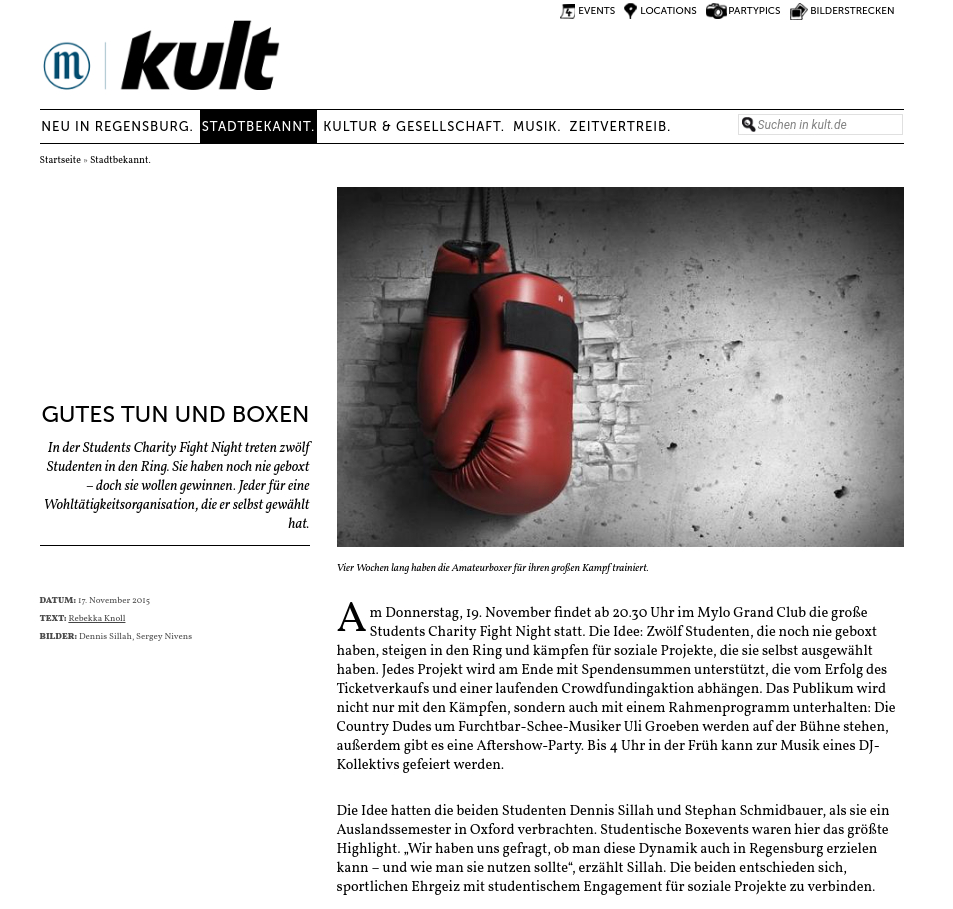 EVENTS LOCATIONS PARTYPICS BILDERSTRECKEN
m kult
NEU IN REGENSBURG. STADTBEKANNT. KULTUR & GESELLSCHAFT. MUSIK. ZEITVERTREIB. Suchen in kult.de
Startseite » Stadtbekannt.
GUTES TUN UND BOXEN
In der Students Charity Fight Night treten zwölf
Studenten in den Ring. Sie haben noch nie geboxt
– doch sie wollen gewinnen. Jeder für eine
Wohltätigkeitsorganisation, die er selbst gewählt
hat.
DATUM: 17. November 2015
TEXT: Rebekka Knoll
BILDER: Dennis Sillah, Sergey Nivens
Vier Wochen lang haben die Amateurboxer für ihren großen Kampf trainiert.
Am Donnerstag, 19. November findet ab 20.30 Uhr im Mylo Grand Club die große
Students Charity Fight Night statt. Die Idee: Zwölf Studenten, die noch nie geboxt
haben, steigen in den Ring und kämpfen für soziale Projekte, die sie selbst ausgewählt
haben. Jedes Projekt wird am Ende mit Spendensummen unterstützt, die vom Erfolg des
Ticketverkaufs und einer laufenden Crowdfundingaktion abhängen. Das Publikum wird
nicht nur mit den Kämpfen, sondern auch mit einem Rahmenprogramm unterhalten: Die
Country Dudes um Furchtbar-Schee-Musiker Uli Groeben werden auf der Bühne stehen,
außerdem gibt es eine Aftershow-Party. Bis 4 Uhr in der Früh kann zur Musik eines DJ-
Kollektivs gefeiert werden.
Die Idee hatten die beiden Studenten Dennis Sillah und Stephan Schmidbauer, als sie ein
Auslandssemester in Oxford verbrachten. Studentische Boxevents waren hier das größte
Highlight. „Wir haben uns gefragt, ob man diese Dynamik auch in Regensburg erzielen
kann – und wie man sie nutzen sollte“, erzählt Sillah. Die beiden entschieden sich,
sportlichen Ehrgeiz mit studentischem Engagement für soziale Projekte zu verbinden.